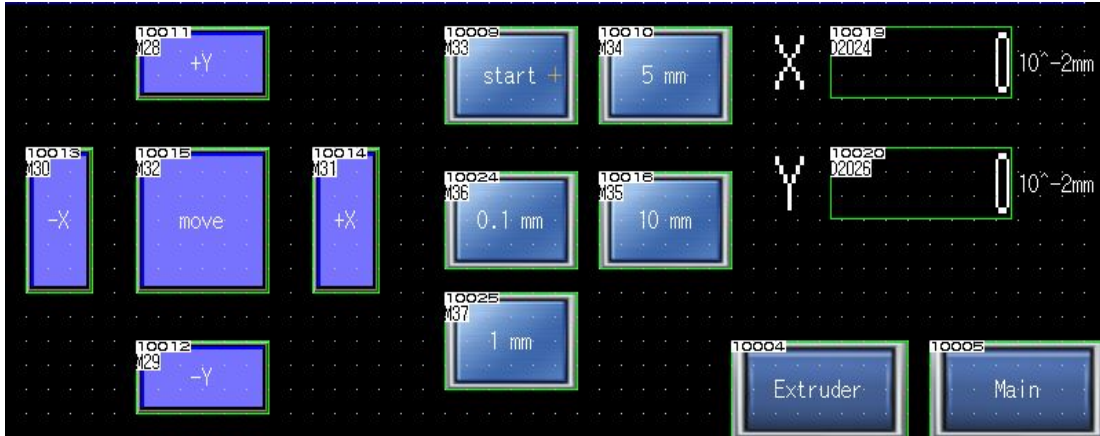 10011
M28
+Y
10009
M33
start +
10010
M34
5 mm
X
10019
D2024
0
10^-2mm
10013
M30
-X
10015
M32
move
10014
M31
+X
10024
M36
0.1 mm
10016
M35
10 mm
Y
10020
D2026
0
10^-2mm
10025
M37
1 mm
10012
M29
-Y
10004
Extruder
10005
Main